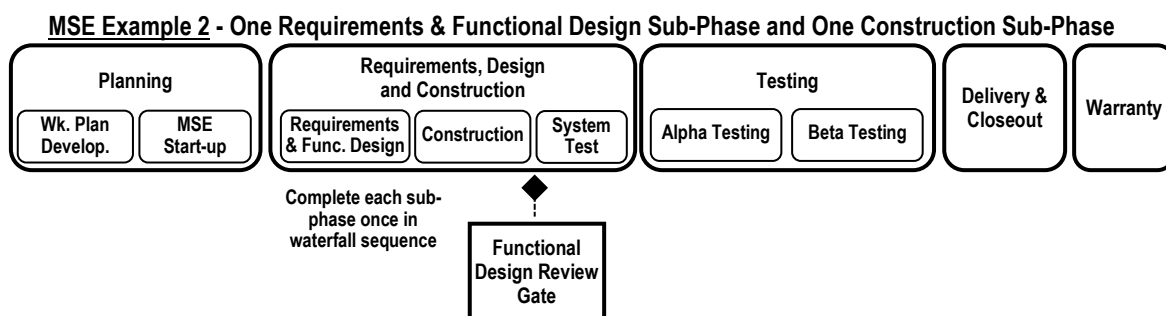 MSE Example 2 - One Requirements & Functional Design Sub-Phase and One Construction Sub-Phase
Planning
Wk. Plan
Develop.
MSE
Start-up
Requirements, Design
and Construction
Requirements
& Func. Design
Construction
System
Test
Testing
Alpha Testing
Beta Testing
Delivery &
Closeout
Warranty
Complete each sub-
phase once in
waterfall sequence
Functional
Design Review
Gate